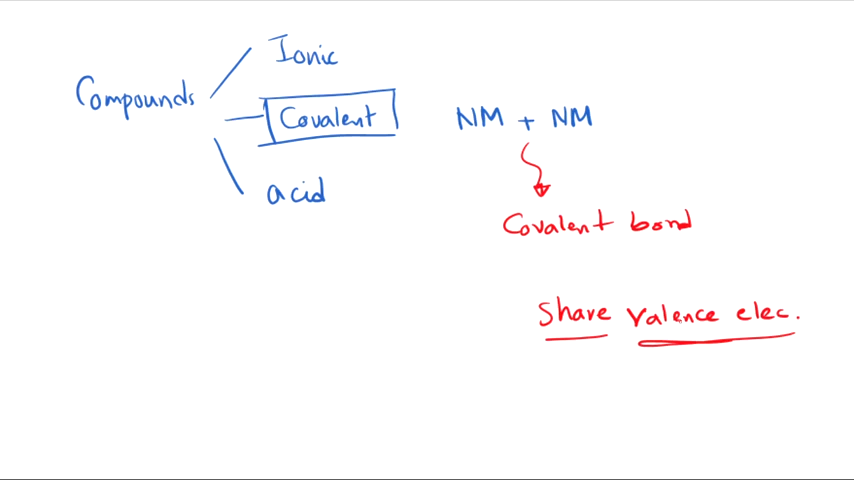 Ionic
Compounds
Covalent NM + NM
acid
Covalent bond
Share valence elec.